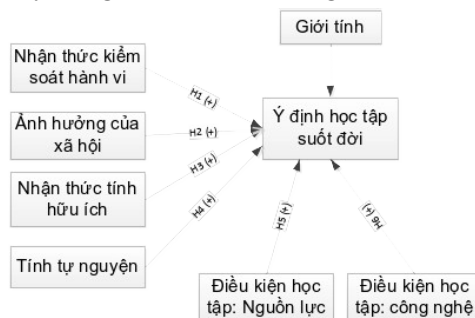 Giới tính
Nhận thức kiểm
soát hành vi
H1 (+)
Ảnh hưởng của
xã hội
H2 (+)
Ý định học tập
suốt đời
Nhận thức tính
hữu ích
H3 (+)
Tính tự nguyện
H4 (+)
H5 (+)
H6 (+)
Điều kiện học
tập: Nguồn lực
Điều kiện học
tập: công nghệ